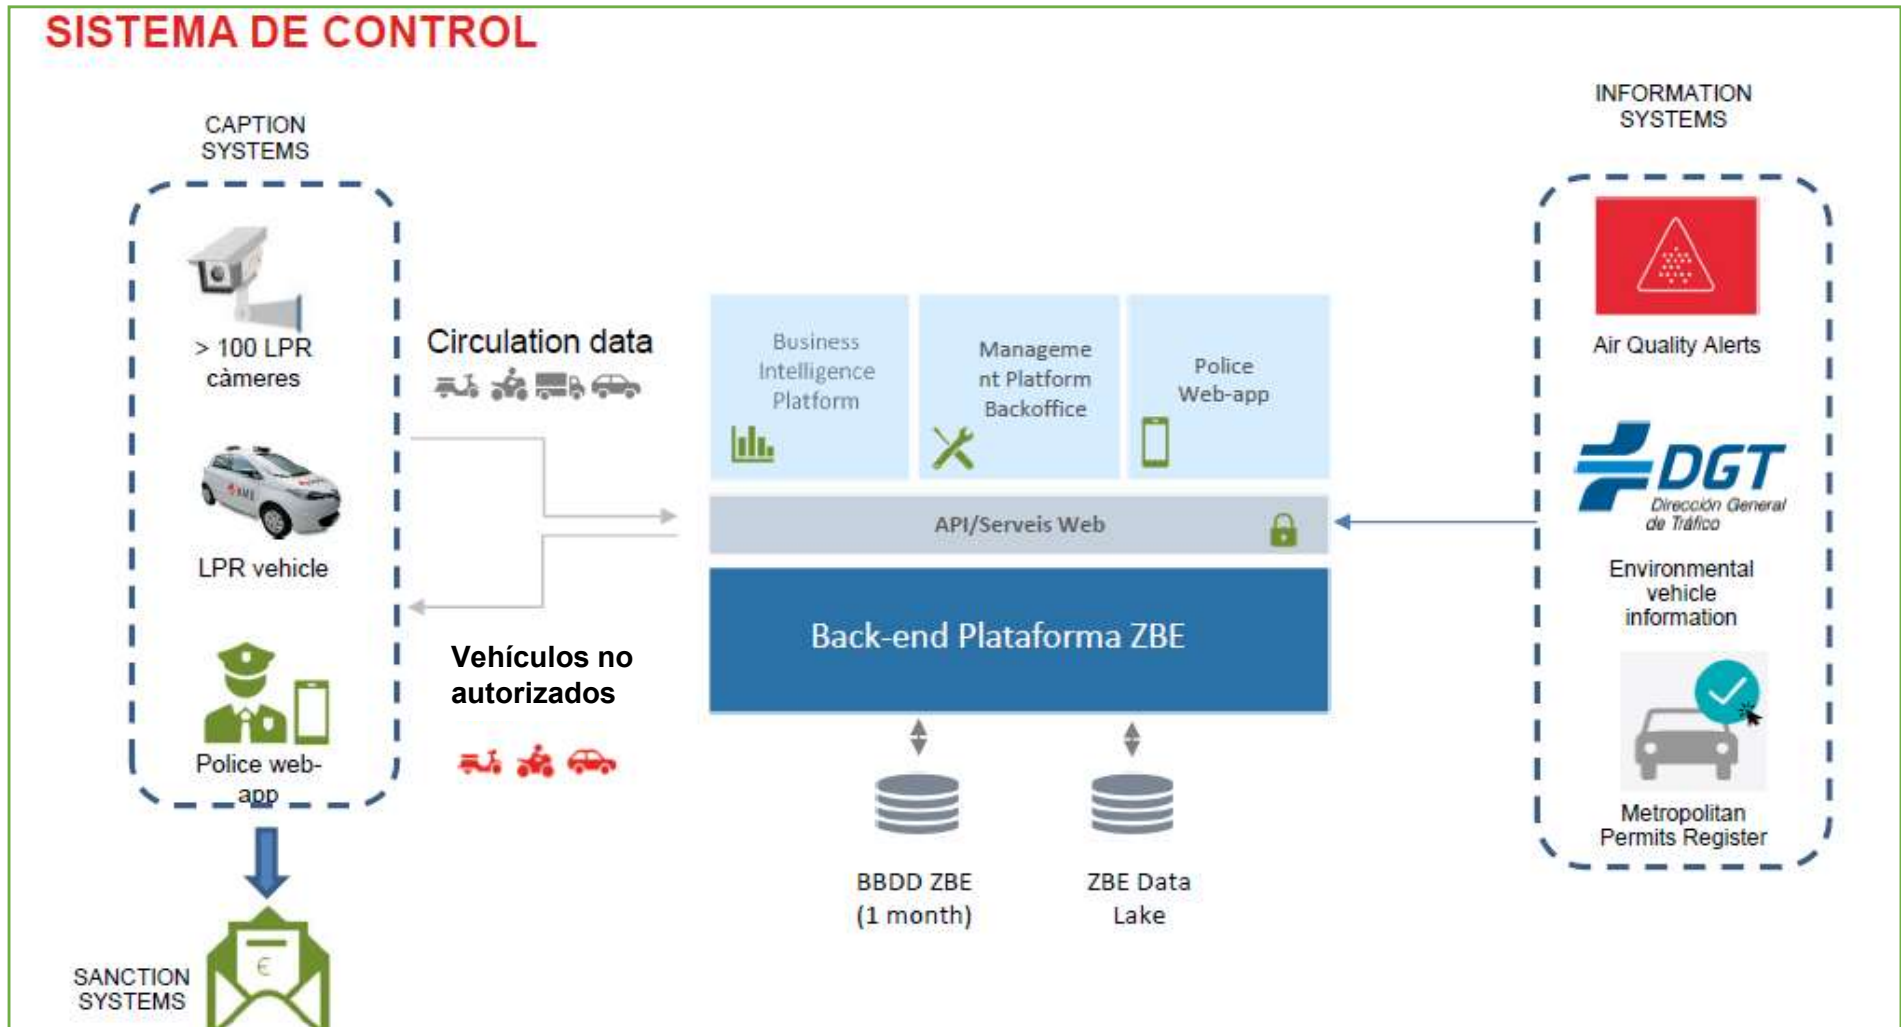 SISTEMA DE CONTROL
CAPTION
SYSTEMS
> 100 LPR
càmeres
LPR vehicle
Police web-
app
SANCTION
SYSTEMS
€
Circulation data
Vehículos no
autorizados
Business
Intelligence
Platform
Manageme
nt Platform
Backoffice
Police
Web-app
API/Serveis Web
Back-end Plataforma ZBE
BBDD ZBE
(1 month)
ZBE Data
Lake
INFORMATION
SYSTEMS
Air Quality Alerts
DGT
Dirección General
de Tráfico
Environmental
vehicle
information
Metropolitan
Permits Register